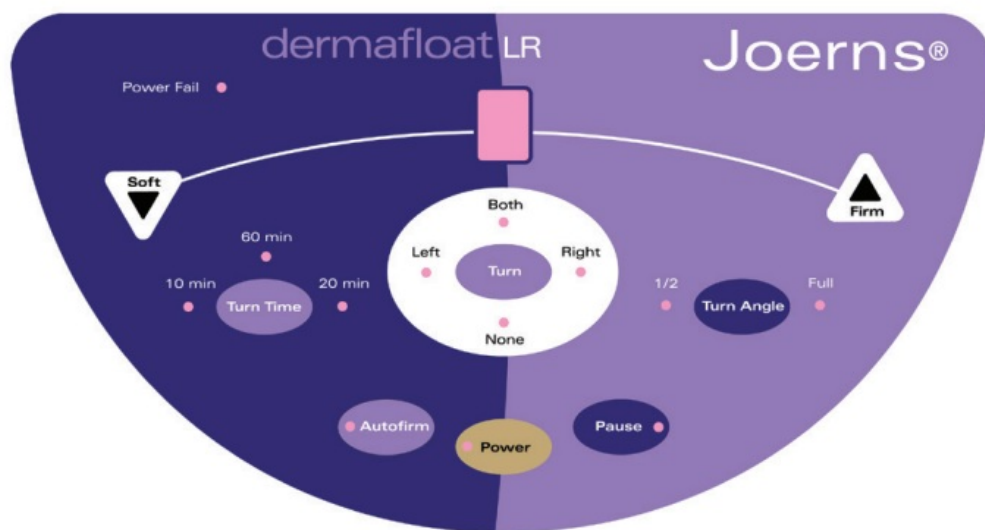 dermafloat LR
Joerns®
Power Fail
Soft
Firm
Both
Left
Right
Turn
None
60 min
10 min
20 min
Turn Time
1/2
Full
Turn Angle
Autofirm
Power
Pause